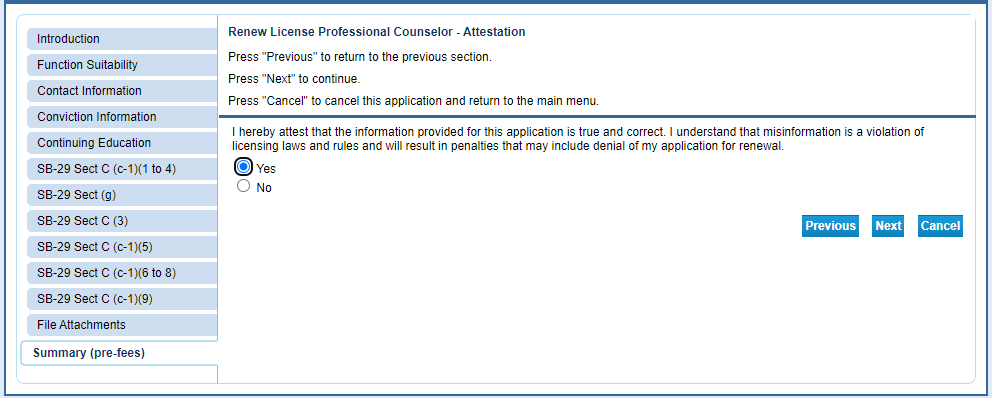 Introduction
Function Suitability
Contact Information
Conviction Information
Continuing Education
SB-29 Sect C (c-1)(1 to 4)
SB-29 Sect (g)
SB-29 Sect C (3)
SB-29 Sect C (c-1)(5)
SB-29 Sect C (c-1)(6 to 8)
SB-29 Sect C (c-1)(9)
File Attachments
Summary (pre-fees)
Renew License Professional Counselor - Attestation
Press "Previous" to return to the previous section.
Press "Next" to continue.
Press "Cancel" to cancel this application and return to the main menu.
I hereby attest that the information provided for this application is true and correct. I understand that misinformation is a violation of
licensing laws and rules and will result in penalties that may include denial of my application for renewal.
Yes
No
Previous Next Cancel